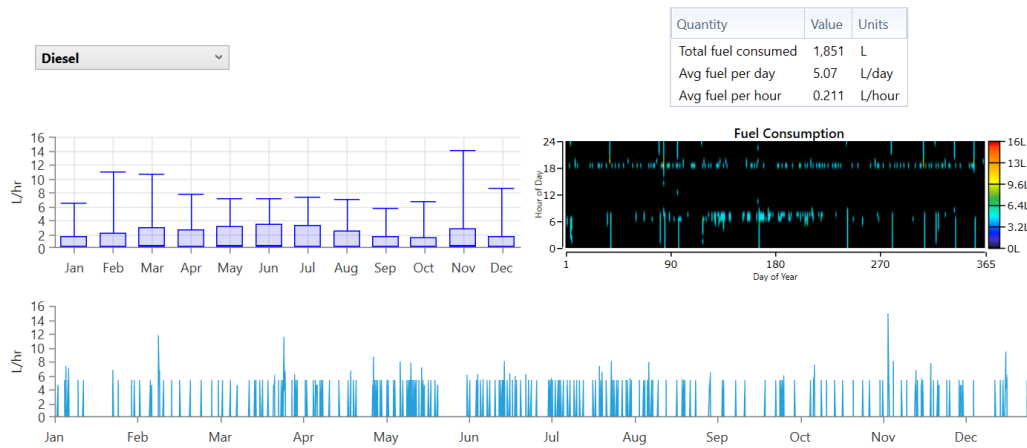 Quantity Value Units
Diesel
Total fuel consumed 1,851 L
Avg fuel per day 5.07 L/day
Avg fuel per hour 0.211 L/hour
16
14
12
10
8
6
4
2
0
L/hr
Jan Feb Mar Apr May Jun Jul Aug Sep Oct Nov Dec
Fuel Consumption
24
18
12
6
0
Hour of Day
1 90 180 270 365
Day of Year
16L
13L
9.6L
6.4L
3.2L
0L
16
14
12
10
8
6
4
2
0
L/hr
Jan Feb Mar Apr May Jun Jul Aug Sep Oct Nov Dec